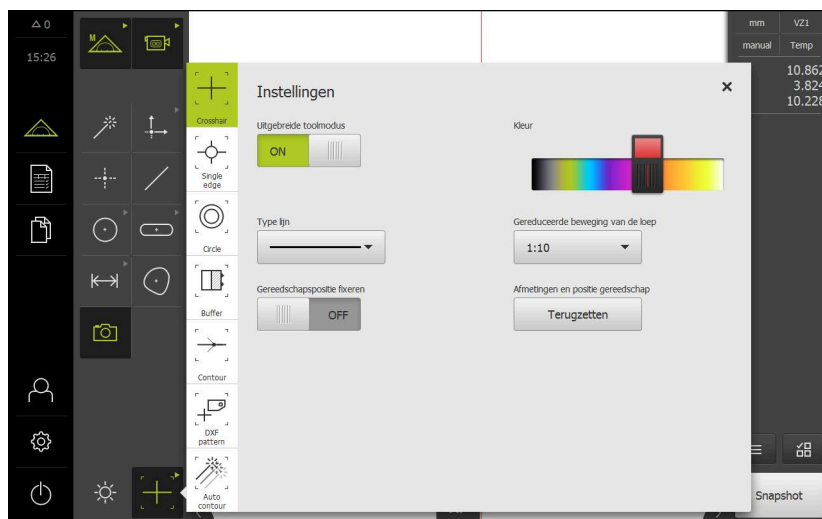 0
15:26
M
Crosshair
Single
edge
Circle
Buffer
Contour
DXF
pattern
Auto
contour
Instellingen
Uitgebreide toolmodus
ON
Kleur
Type lijn
Gereduceerde beweging van de loep
1:10
Gereedschapspositie fixeren
OFF
Afmetingen en positie gereedschap
Terugzetten
mm VZ1
manual Temp
10.862
3.824
10.228
Snapshot